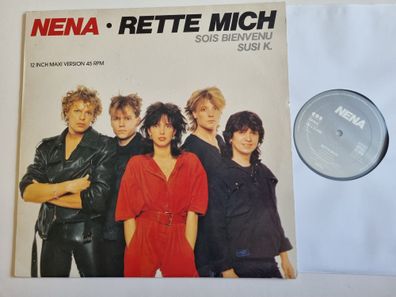 NENA · RETTE MICH
SOIS BIENVENU
SUSI K.
12 INCH MAXI VERSION 45 RPM
NENA